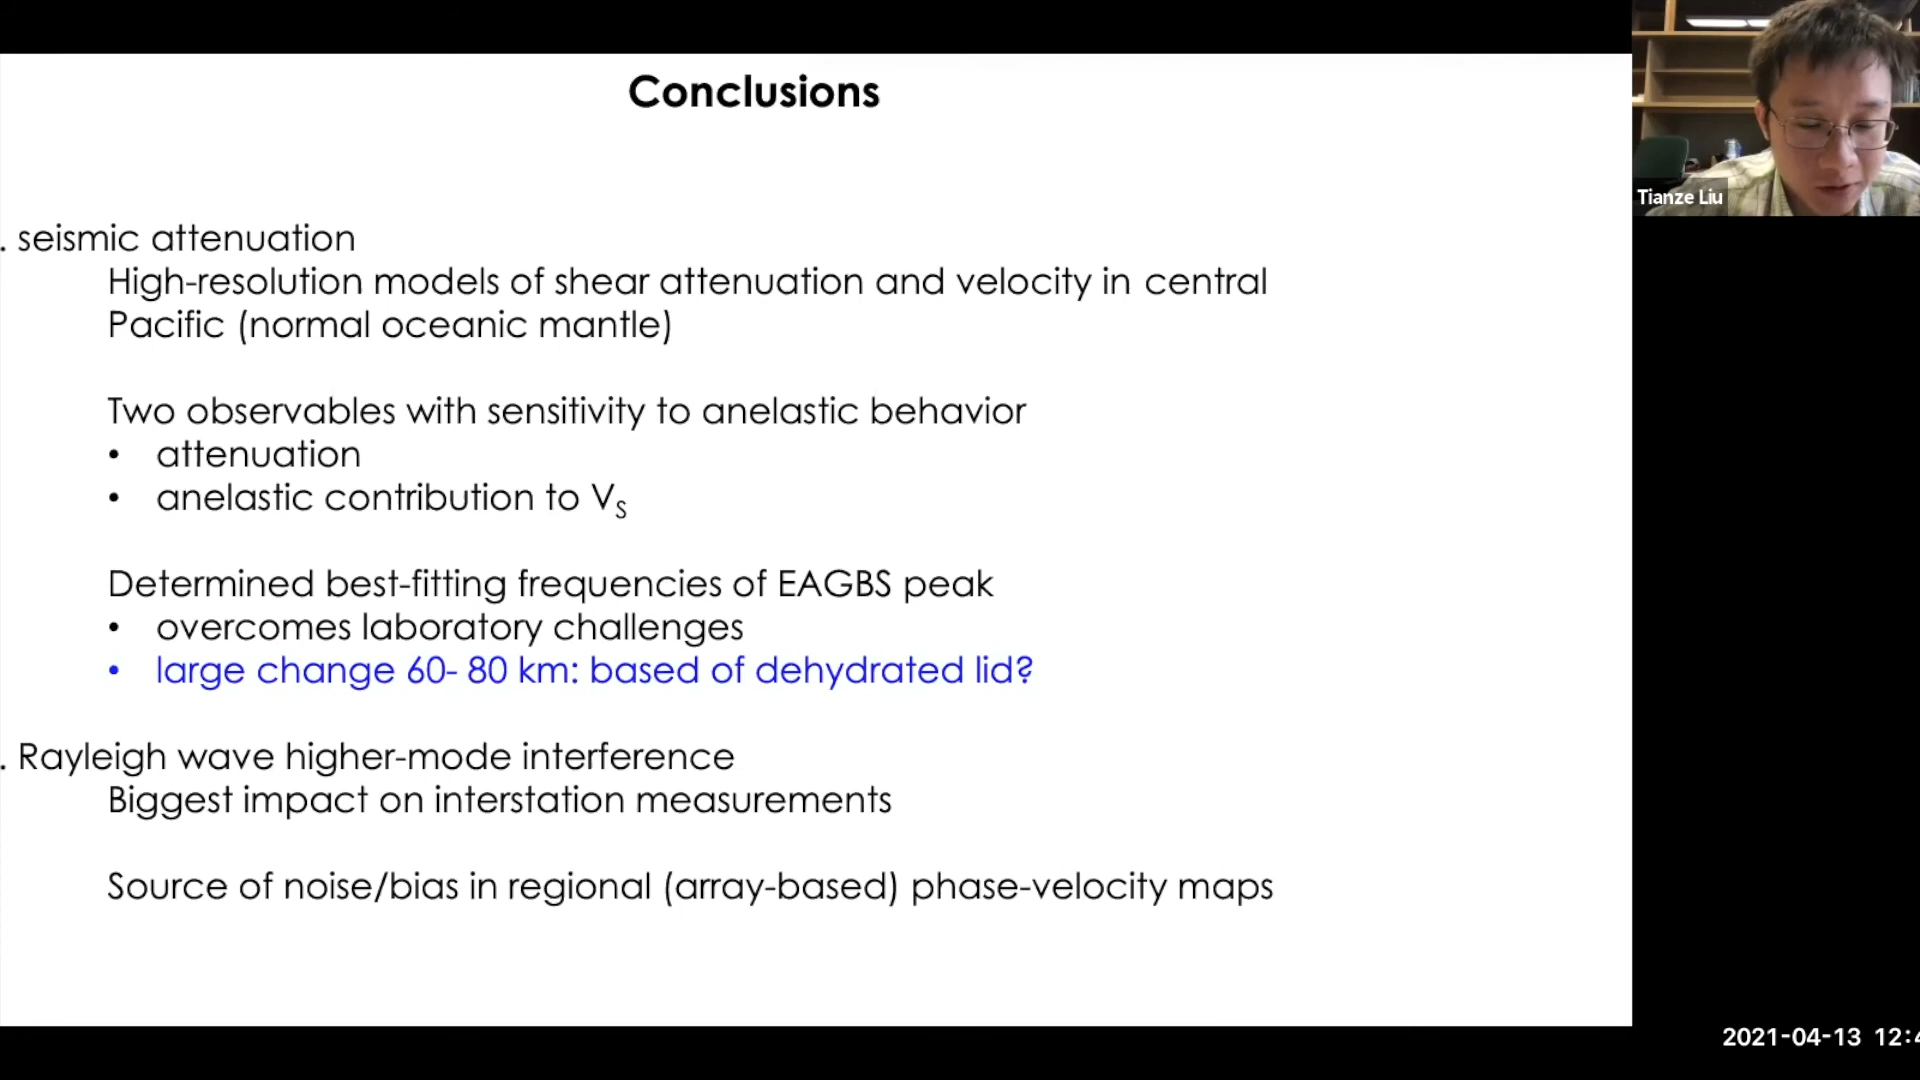 Conclusions
. seismic attenuation
High-resolution models of shear attenuation and velocity in central
Pacific (normal oceanic mantle)
Two observables with sensitivity to anelastic behavior
• attenuation
• anelastic contribution to VS
Determined best-fitting frequencies of EAGBS peak
• overcomes laboratory challenges
• large change 60- 80 km: based of dehydrated lid?
. Rayleigh wave higher-mode interference
Biggest impact on interstation measurements
Source of noise/bias in regional (array-based) phase-velocity maps
Tianze Liu
2021-04-13 12:4